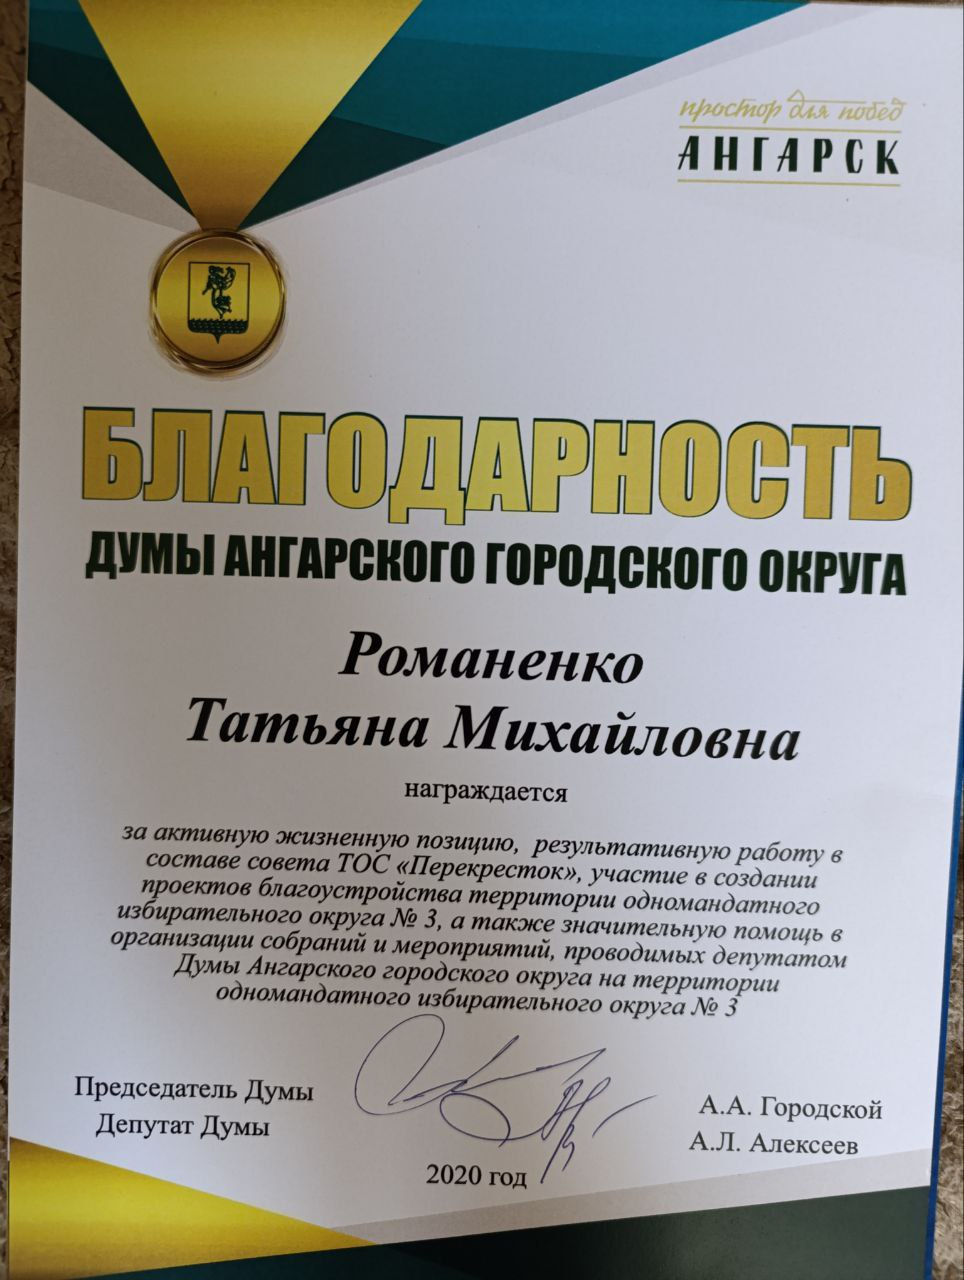 простор для побед
АНГАРСК
БЛАГОДАРНОСТЬ
ДУМЫ АНГАРСКОГО ГОРОДСКОГО ОКРУГА
Романенко
Татьяна Михайловна
награждается
за активную жизненную позицию, результативную работу в
составе совета ТОС «Перекресток», участие в создании
проектов благоустройства территории одномандатного
избирательного округа № 3, а также значительную помощь в
организации собраний и мероприятий, проводимых депутатом
Думы Ангарского городского округа на территории
одномандатного избирательного округа № 3
Председатель Думы А.А. Городской
Депутат Думы А.Л. Алексеев
2020 год